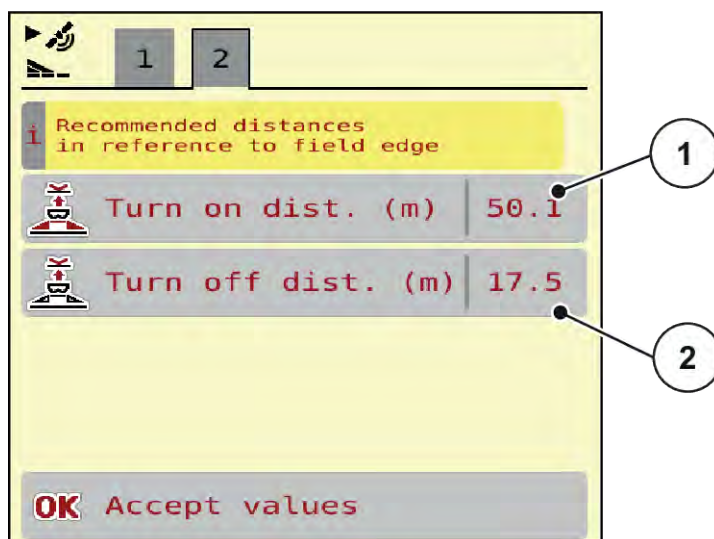 1 2
i Recommended distances
in reference to field edge
Turn on dist. (m) 50.1
Turn off dist. (m) 17.5
OK Accept values
1
2